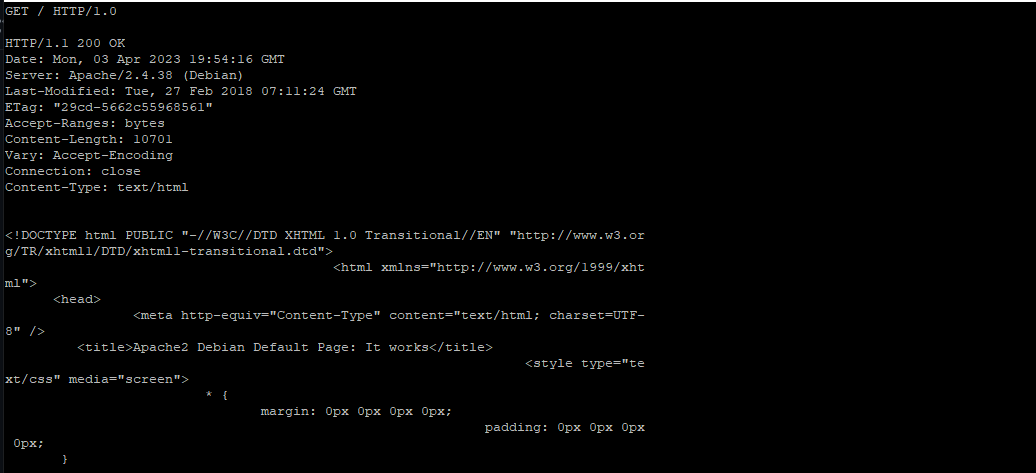 GET / HTTP/1.0
HTTP/1.1 200 OK
Date: Mon, 03 Apr 2023 19:54:16 GMT
Server: Apache/2.4.38 (Debian)
Last-Modified: Tue, 27 Feb 2018 07:11:24 GMT
ETag: "29cd-5662c55968561"
Accept-Ranges: bytes
Content-Length: 10701
Vary: Accept-Encoding
Connection: close
Content-Type: text/html
<!DOCTYPE html PUBLIC "-//W3C//DTD XHTML 1.0 Transitional//EN" "http://www.w3.or
g/TR/xhtml1/DTD/xhtml1-transitional.dtd">
<html xmlns="http://www.w3.org/1999/xht
ml">
<head>
<meta http-equiv="Content-Type" content="text/html; charset=UTF-
8" />
<title>Apache2 Debian Default Page: It works</title>
<style type="te
xt/css" media="screen">
* {
margin: 0px 0px 0px 0px;
padding: 0px 0px 0px
0px;
}